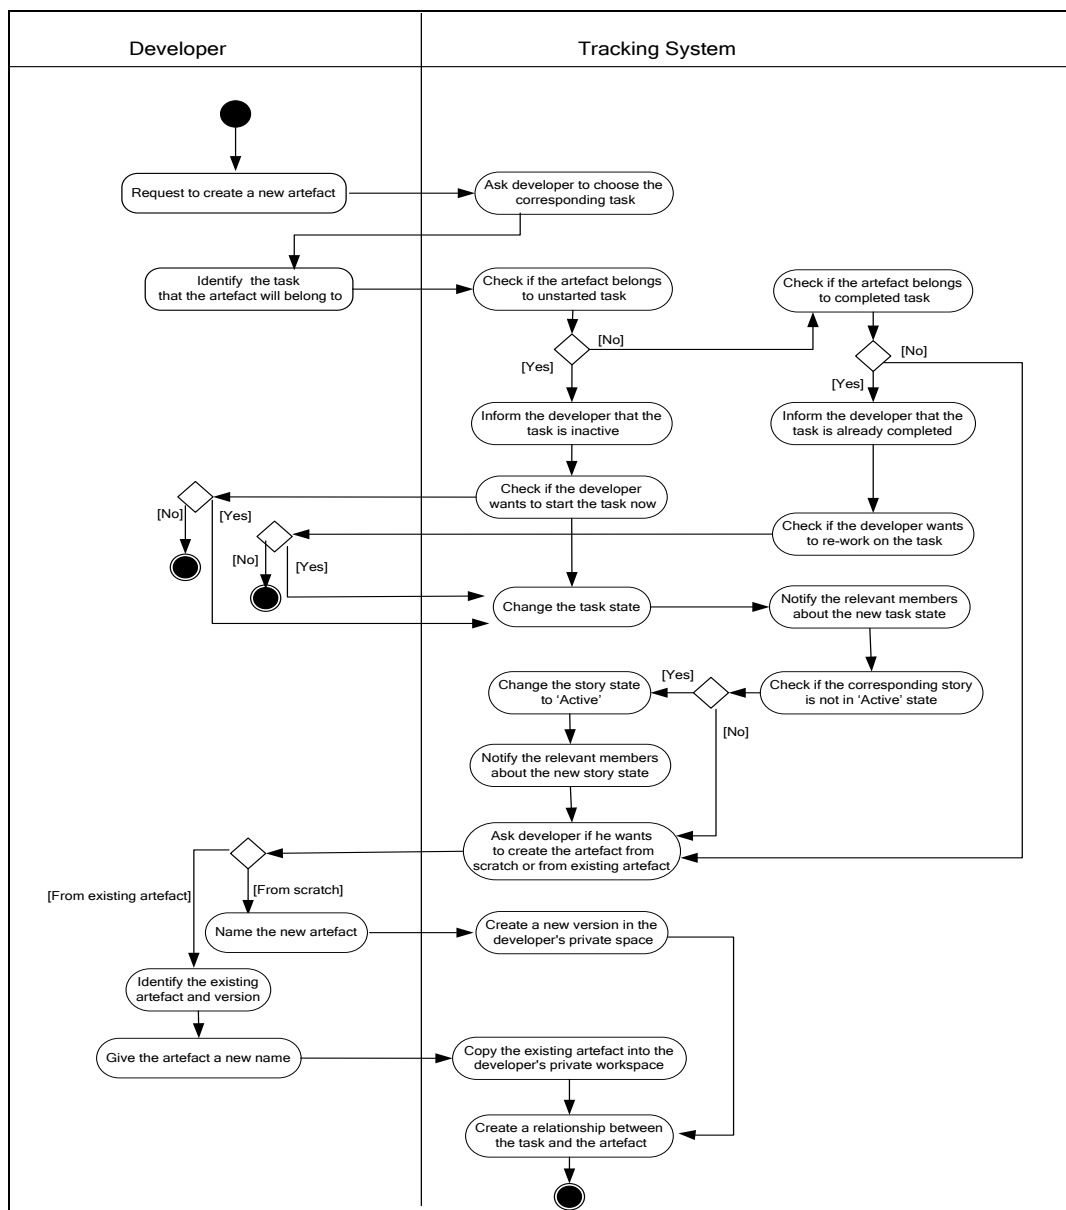 Developer
Tracking System
Request to create a new artefact
Ask developer to choose the
corresponding task
Identify the task
that the artefact will belong to
Check if the artefact belongs
to unstarted task
Check if the artefact belongs
to completed task
[No]
[Yes]
[No]
[Yes]
Inform the developer that the
task is inactive
Inform the developer that the
task is already completed
Check if the developer
wants to start the task now
[No]
[Yes]
Check if the developer wants
to re-work on the task
[No]
[Yes]
Change the task state
Notify the relevant members
about the new task state
Check if the corresponding story
is not in 'Active' state
[Yes]
[No]
Change the story state
to 'Active'
Notify the relevant members
about the new story state
Ask developer if he wants
to create the artefact from
scratch or from existing artefact
[From existing artefact]
[From scratch]
Name the new artefact
Create a new version in the
developer's private space
Identify the existing
artefact and version
Give the artefact a new name
Copy the existing artefact into the
developer's private workspace
Create a relationship between
the task and the artefact